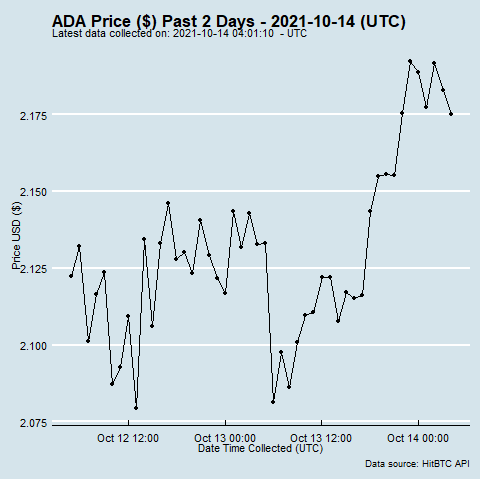 ADA Price ($) Past 2 Days - 2021-10-14 (UTC)
Latest data collected on: 2021-10-14 04:01:10  - UTC
Price USD ($)
2.175
2.150
2.125
2.100
2.075
Oct 12 12:00 Oct 13 00:00 Oct 13 12:00 Oct 14 00:00
Date Time Collected (UTC)
Data source: HitBTC API